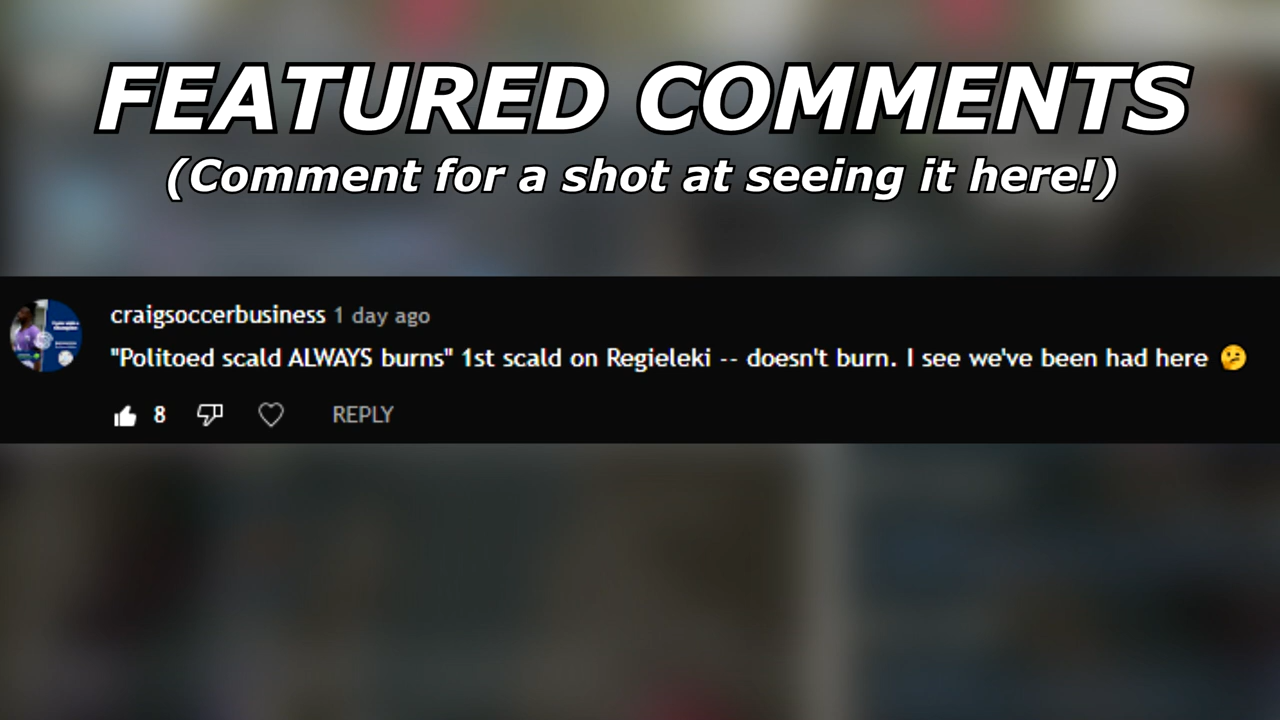 FEATURED COMMENTS
(Comment for a shot at seeing it here!)
craigsoccerbusiness 1 day ago
"Politoed scald ALWAYS burns" 1st scald on Regieleki -- doesn't burn. I see we've been had here 🤔
8 REPLY